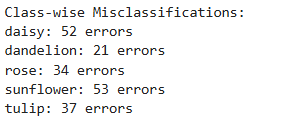 Class-wise Misclassifications:
daisy: 52 errors
dandelion: 21 errors
rose: 34 errors
sunflower: 53 errors
tulip: 37 errors